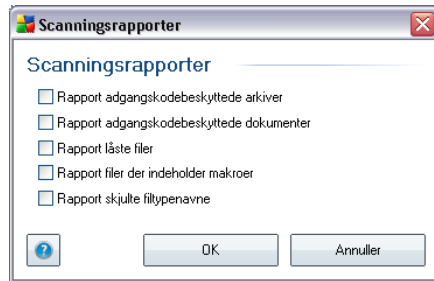 Scanningsrapporter
Scanningsrapporter
Rapport adgangskodebeskyttede arkiver
Rapport adgangskodebeskyttede dokumenter
Rapport låste filer
Rapport filer der indeholder makroer
Rapport skjulte filtypenavne
? OK Annuller